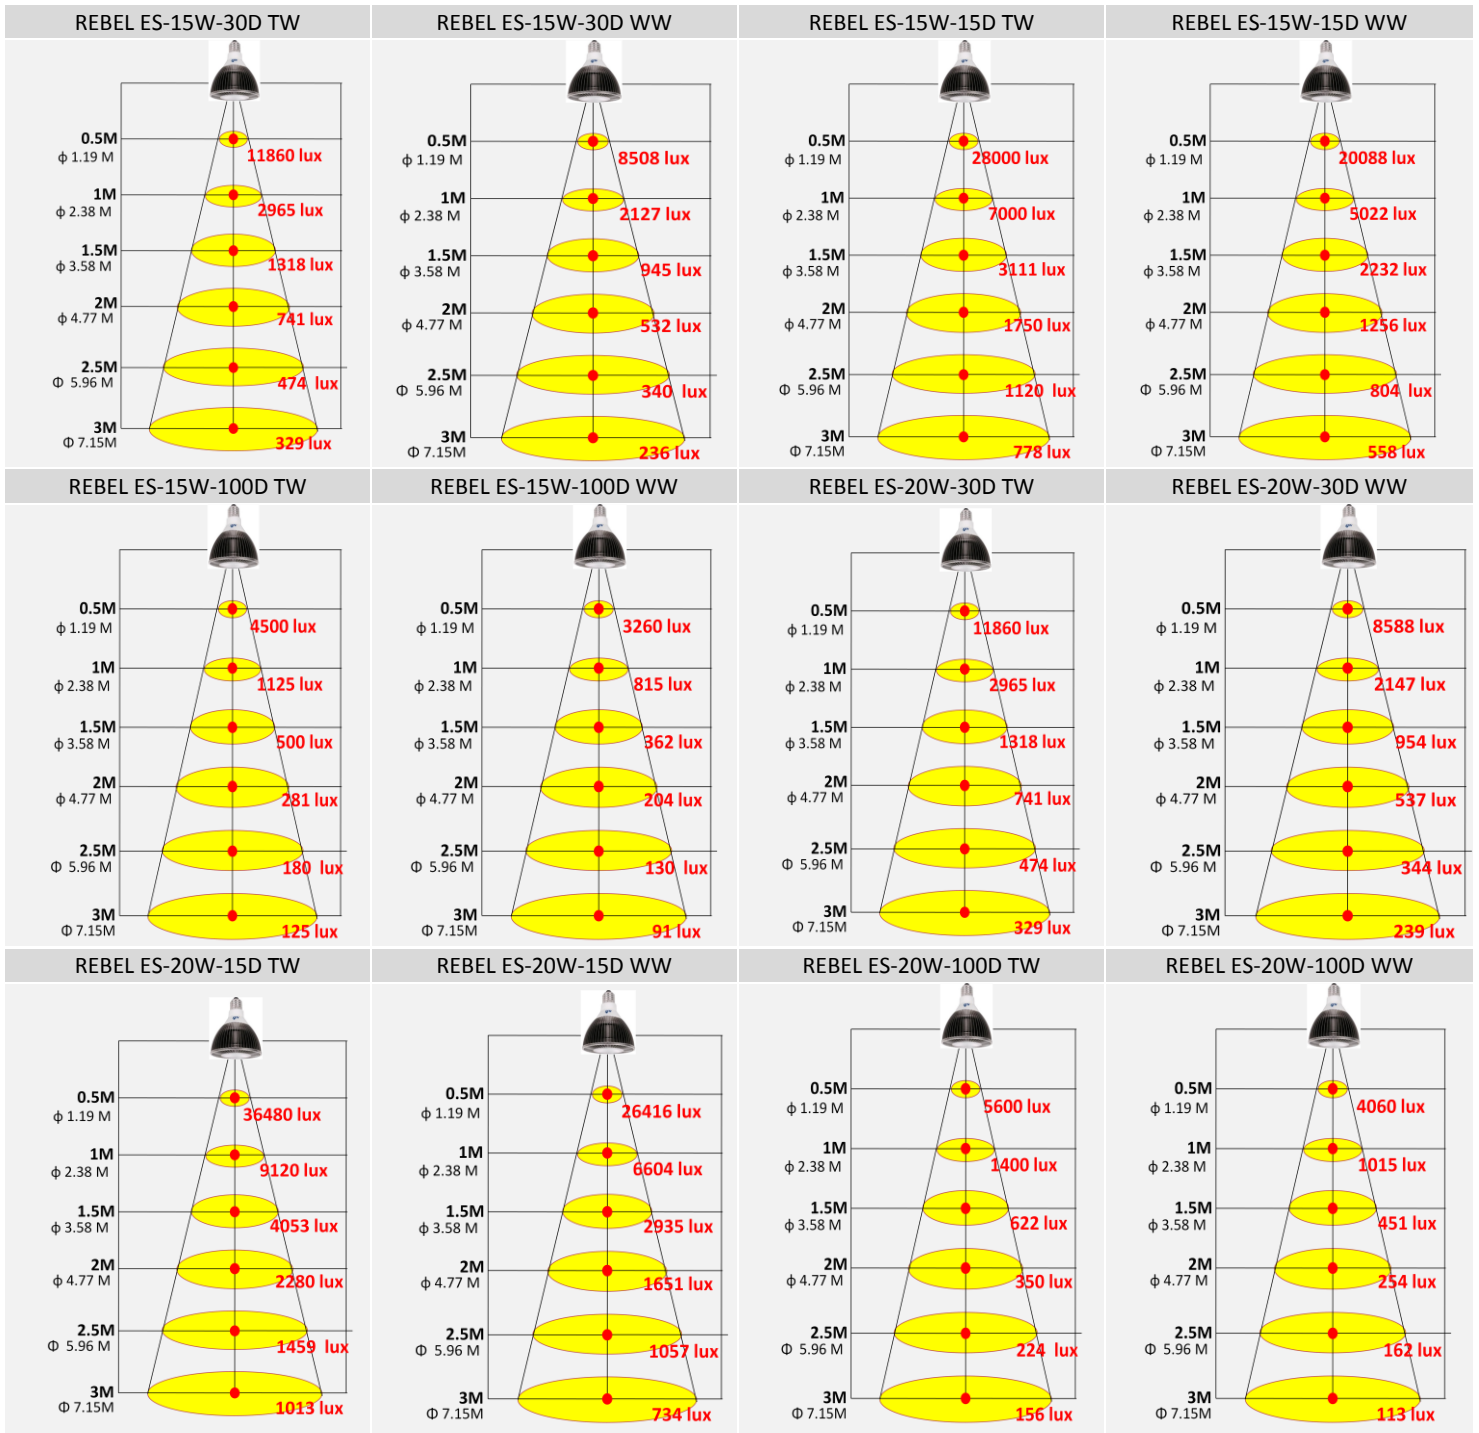 REBEL ES-15W-30D TW
0.5M
ϕ 1.19 M
11860 lux
1M
ϕ 2.38 M
2965 lux
1.5M
ϕ 3.58 M
1318 lux
2M
ϕ 4.77 M
741 lux
2.5M
Φ 5.96 M
474 lux
3M
Φ 7.15M
329 lux
REBEL ES-15W-30D WW
0.5M
ϕ 1.19 M
8508 lux
1M
ϕ 2.38 M
2127 lux
1.5M
ϕ 3.58 M
945 lux
2M
ϕ 4.77 M
532 lux
2.5M
Φ 5.96 M
340 lux
3M
Φ 7.15M
236 lux
REBEL ES-15W-15D TW
0.5M
ϕ 1.19 M
28000 lux
1M
ϕ 2.38 M
7000 lux
1.5M
ϕ 3.58 M
3111 lux
2M
ϕ 4.77 M
1750 lux
2.5M
Φ 5.96 M
1120 lux
3M
Φ 7.15M
778 lux
REBEL ES-15W-15D WW
0.5M
ϕ 1.19 M
20088 lux
1M
ϕ 2.38 M
5022 lux
1.5M
ϕ 3.58 M
2232 lux
2M
ϕ 4.77 M
1256 lux
2.5M
Φ 5.96 M
804 lux
3M
Φ 7.15M
558 lux
REBEL ES-15W-100D TW
0.5M
ϕ 1.19 M
4500 lux
1M
ϕ 2.38 M
1125 lux
1.5M
ϕ 3.58 M
500 lux
2M
ϕ 4.77 M
281 lux
2.5M
Φ 5.96 M
180 lux
3M
Φ 7.15M
125 lux
REBEL ES-15W-100D WW
0.5M
ϕ 1.19 M
3260 lux
1M
ϕ 2.38 M
815 lux
1.5M
ϕ 3.58 M
362 lux
2M
ϕ 4.77 M
204 lux
2.5M
Φ 5.96 M
130 lux
3M
Φ 7.15M
91 lux
REBEL ES-20W-30D TW
0.5M
ϕ 1.19 M
11860 lux
1M
ϕ 2.38 M
2965 lux
1.5M
ϕ 3.58 M
1318 lux
2M
ϕ 4.77 M
741 lux
2.5M
Φ 5.96 M
474 lux
3M
Φ 7.15M
329 lux
REBEL ES-20W-30D WW
0.5M
ϕ 1.19 M
8588 lux
1M
ϕ 2.38 M
2147 lux
1.5M
ϕ 3.58 M
954 lux
2M
ϕ 4.77 M
537 lux
2.5M
Φ 5.96 M
344 lux
3M
Φ 7.15M
239 lux
REBEL ES-20W-15D TW
0.5M
ϕ 1.19 M
36480 lux
1M
ϕ 2.38 M
9120 lux
1.5M
ϕ 3.58 M
4053 lux
2M
ϕ 4.77 M
2280 lux
2.5M
Φ 5.96 M
1459 lux
3M
Φ 7.15M
1013 lux
REBEL ES-20W-15D WW
0.5M
ϕ 1.19 M
26416 lux
1M
ϕ 2.38 M
6604 lux
1.5M
ϕ 3.58 M
2935 lux
2M
ϕ 4.77 M
1651 lux
2.5M
Φ 5.96 M
1057 lux
3M
Φ 7.15M
734 lux
REBEL ES-20W-100D TW
0.5M
ϕ 1.19 M
5600 lux
1M
ϕ 2.38 M
1400 lux
1.5M
ϕ 3.58 M
622 lux
2M
ϕ 4.77 M
350 lux
2.5M
Φ 5.96 M
224 lux
3M
Φ 7.15M
156 lux
REBEL ES-20W-100D WW
0.5M
ϕ 1.19 M
4060 lux
1M
ϕ 2.38 M
1015 lux
1.5M
ϕ 3.58 M
451 lux
2M
ϕ 4.77 M
254 lux
2.5M
Φ 5.96 M
162 lux
3M
Φ 7.15M
113 lux